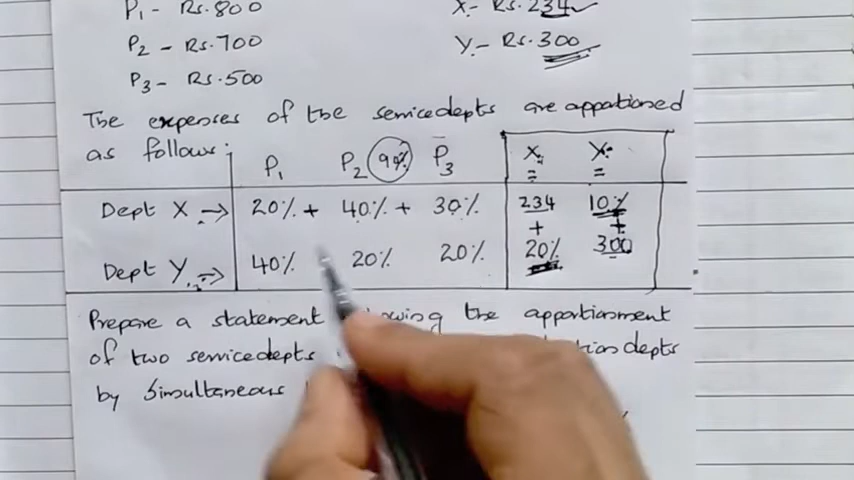 P1 - Rs.800 X - Rs.234
P2 - Rs.700 Y - Rs.300
P3 - Rs.500
The expenses of the service depts are apportioned
as follows:
P1 P2 90% P3 X Y
Dept X → 20% + 40% + 30% 234 10%
+ +
Dept Y → 40% 20% 20% 20% 300
Prepare a statement the apportionment
of two service depts depts
by Simultaneous